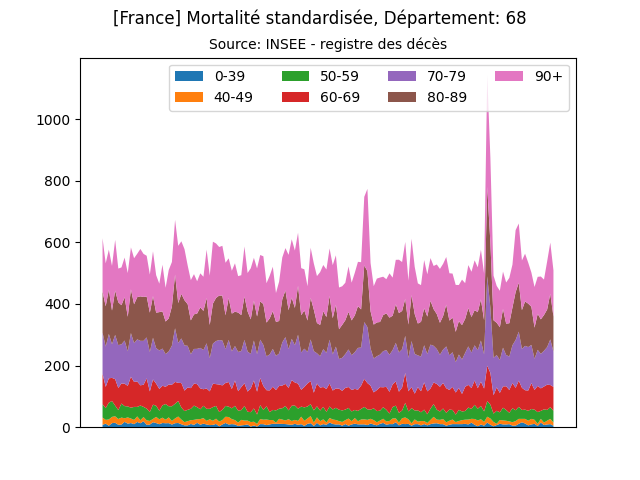 [France] Mortalité standardisée, Département: 68
Source: INSEE - registre des décès
0-39 50-59 70-79 90+
40-49 60-69 80-89
1000
800
600
400
200
0